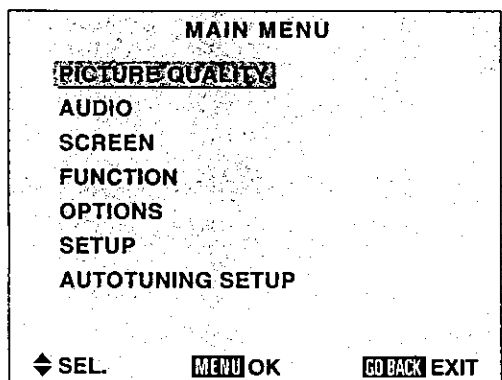 MAIN MENU
PICTURE QUALITY
AUDIO
SCREEN
FUNCTION
OPTIONS
SETUP
AUTOTUNING SETUP
SEL. MENU OK GO BACK EXIT